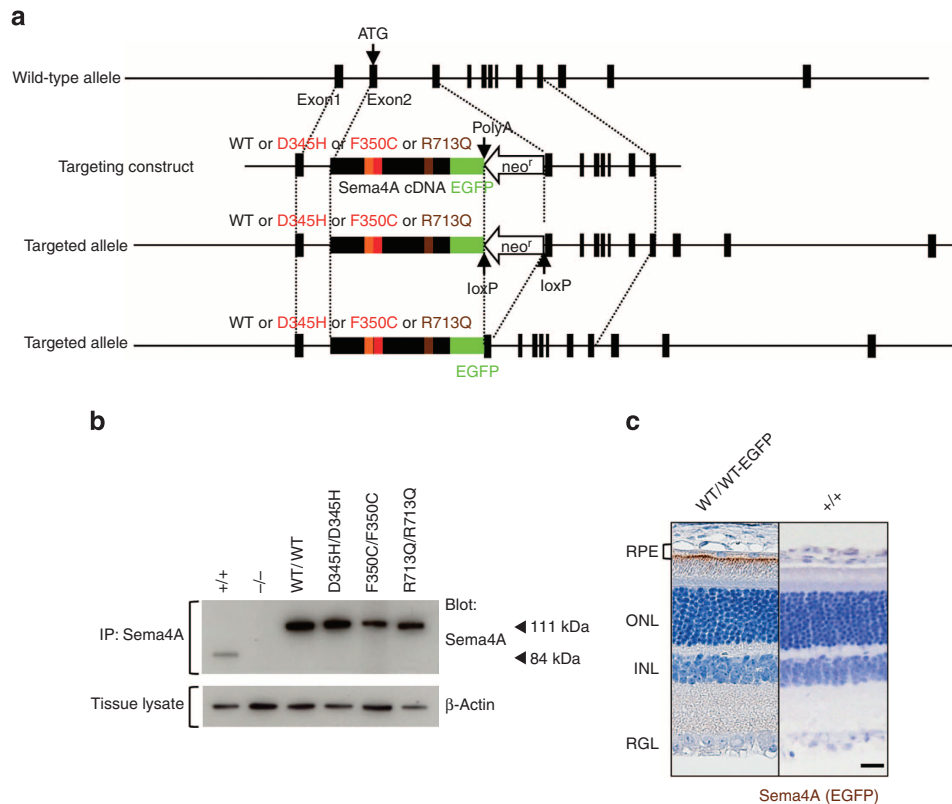 a
ATG
Wild-type allele
Exon1 Exon2
PolyA
WT or D345H or F350C or R713Q
Targeting construct
neoʳ
Sema4A cDNA EGFP
WT or D345H or F350C or R713Q
Targeted allele
neoʳ
loxP loxP
WT or D345H or F350C or R713Q
Targeted allele
EGFP
b
+/+
−/−
WT/WT
D345H/D345H
F350C/F350C
R713Q/R713Q
IP: Sema4A
Blot:
Sema4A
111 kDa
84 kDa
Tissue lysate
β-Actin
c
WT/WT-EGFP
+/+
RPE
ONL
INL
RGL
Sema4A (EGFP)